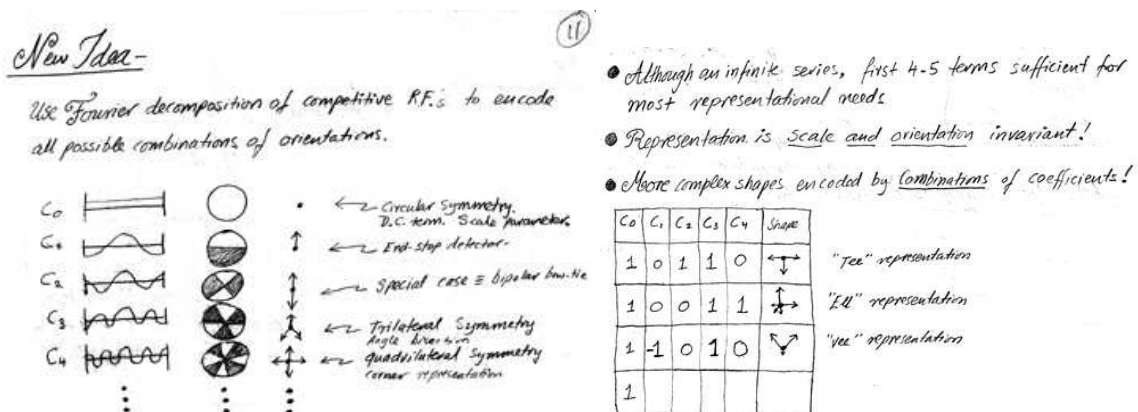 11
New Idea -
Use Fourier decomposition of competitive R.F.'s to encode
all possible combinations of orientations.
C0 Circular Symmetry.
D.C. term. Scale parameter.
C1 End-stop detector.
C2 Special case ≡ bipolar bow-tie
C3 Trilateral Symmetry
Angle bisection
C4 quadrilateral symmetry
corner representation
Although an infinite series, first 4-5 terms sufficient for
most representational needs
Representation is scale and orientation invariant!
More complex shapes encoded by Combinations of coefficients!
C0 C1 C2 C3 C4 Shape
1 0 1 1 0 "Tee" representation
1 0 0 1 1 "Ell" representation
1 -1 0 1 0 "Vee" representation
1